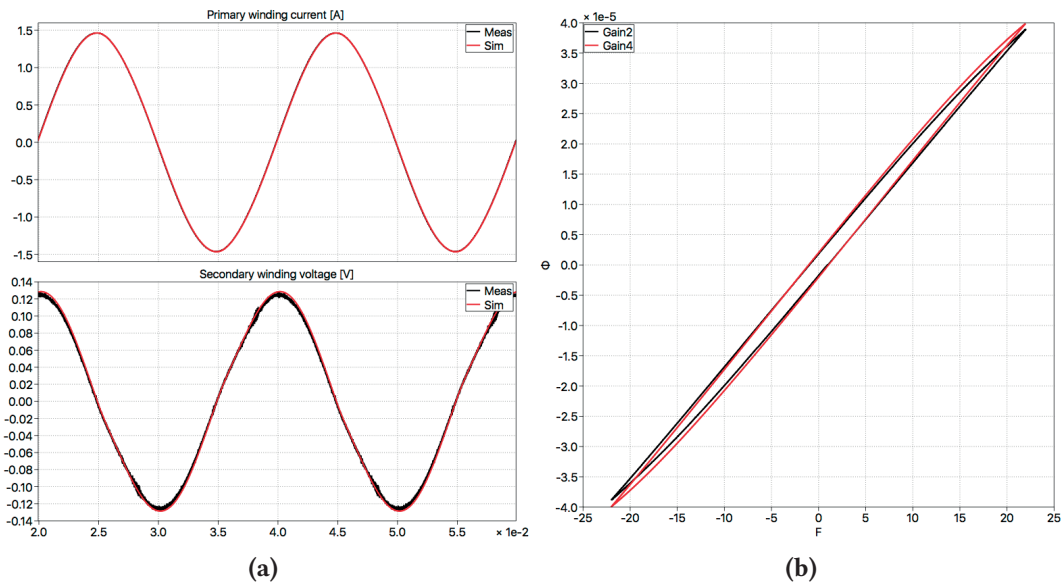 Primary winding current [A]
1.5
1.0
0.5
0.0
-0.5
-1.0
-1.5
Meas
Sim
Secondary winding voltage [V]
0.14
0.12
0.10
0.08
0.06
0.04
0.02
0.00
-0.02
-0.04
-0.06
-0.08
-0.10
-0.12
-0.14
Meas
Sim
2.0 2.5 3.0 3.5 4.0 4.5 5.0 5.5 × 1e-2
(a)
× 1e-5
4.0
3.5
3.0
2.5
2.0
1.5
1.0
0.5
0.0
-0.5
-1.0
-1.5
-2.0
-2.5
-3.0
-3.5
-4.0
Φ
Gain2
Gain4
-25 -20 -15 -10 -5 0 5 10 15 20 25
F
(b)